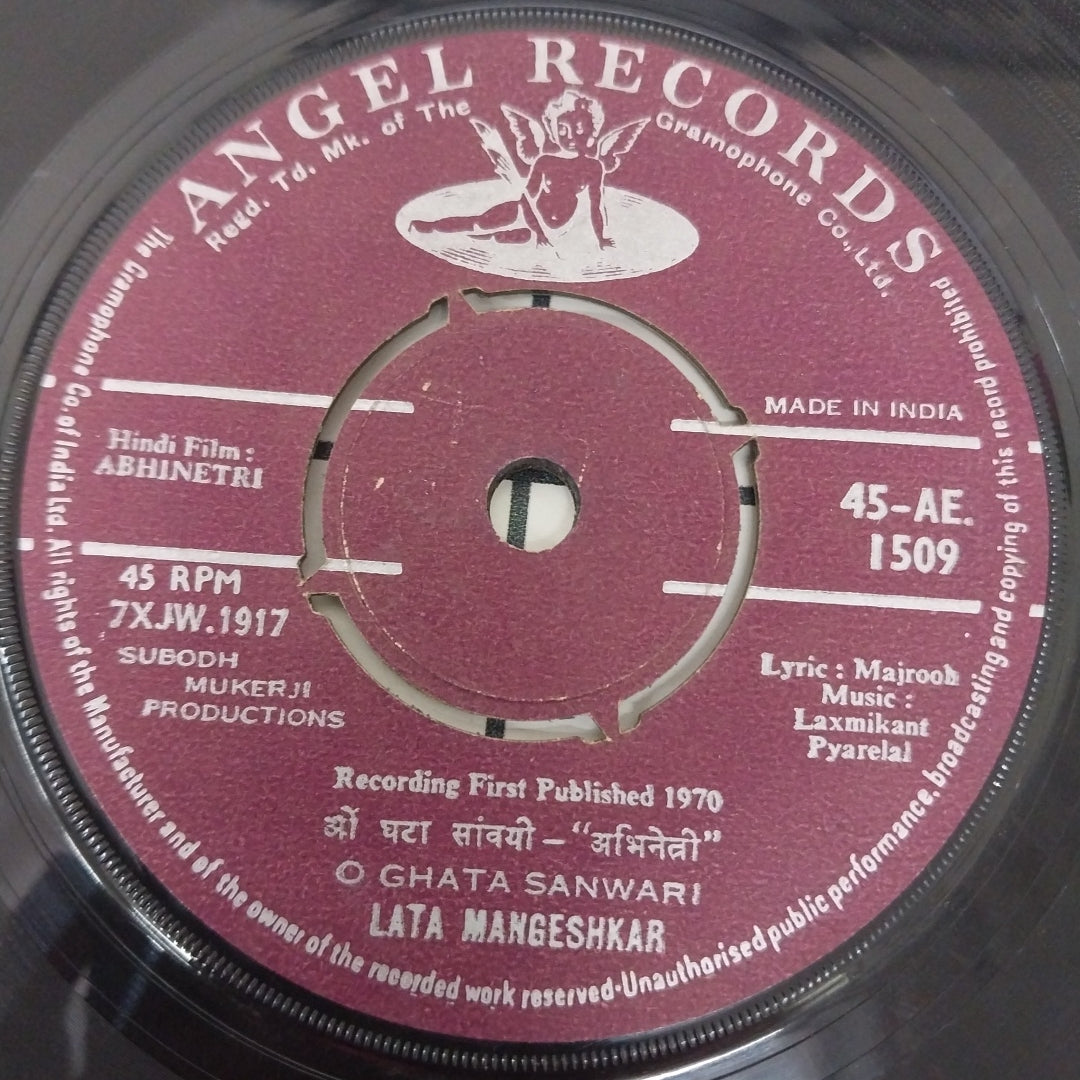 ANGEL RECORDS
Regd. Td. Mk. of The Gramophone Co., Ltd.
The Gramophone Co. of India Ltd. All rights of the Manufacturer and of the owner of the recorded work reserved·Unauthorised public performance, broadcasting and copying of this record prohibited
MADE IN INDIA
Hindi Film :
ABHINETRI
45-AE.
1509
45 RPM
7XJW.1917
SUBODH
MUKERJI
PRODUCTIONS
Lyric : Majrooh
Music :
Laxmikant
Pyarelal
Recording First Published 1970
ओ घटा सांवयी – "अभिनेत्री"
O GHATA SANWARI
LATA MANGESHKAR